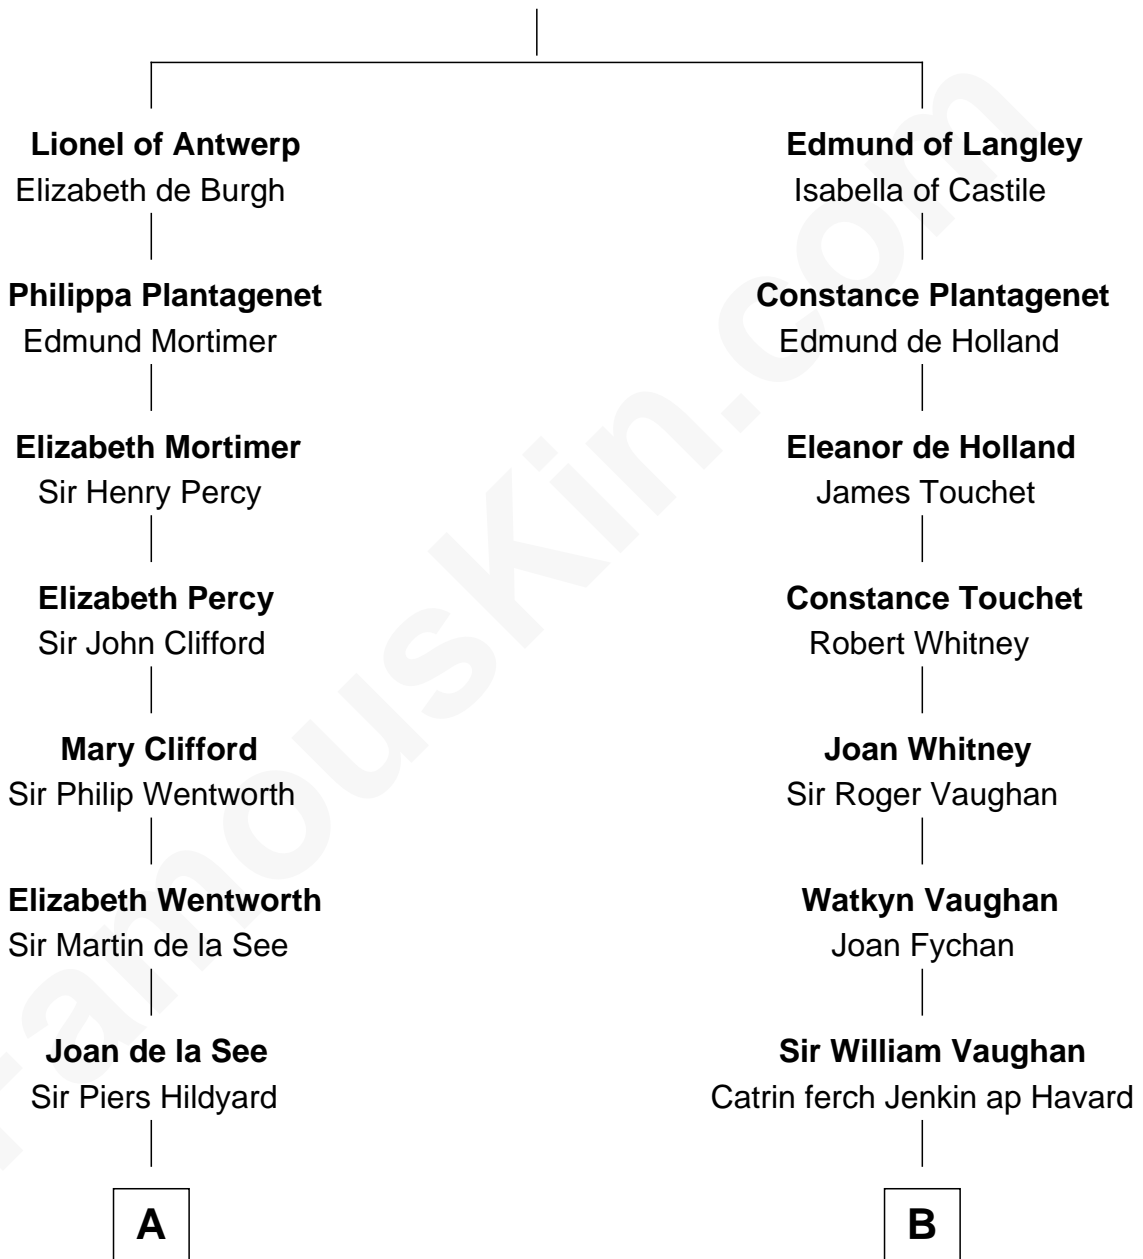 Lionel of Antwerp
Elizabeth de Burgh
Philippa Plantagenet
Edmund Mortimer
Elizabeth Mortimer
Sir Henry Percy
Elizabeth Percy
Sir John Clifford
Mary Clifford
Sir Philip Wentworth
Elizabeth Wentworth
Sir Martin de la See
Joan de la See
Sir Piers Hildyard
A
Edmund of Langley
Isabella of Castile
Constance Plantagenet
Edmund de Holland
Eleanor de Holland
James Touchet
Constance Touchet
Robert Whitney
Joan Whitney
Sir Roger Vaughan
Watkyn Vaughan
Joan Fychan
Sir William Vaughan
Catrin ferch Jenkin ap Havard
B
FamousKin.com